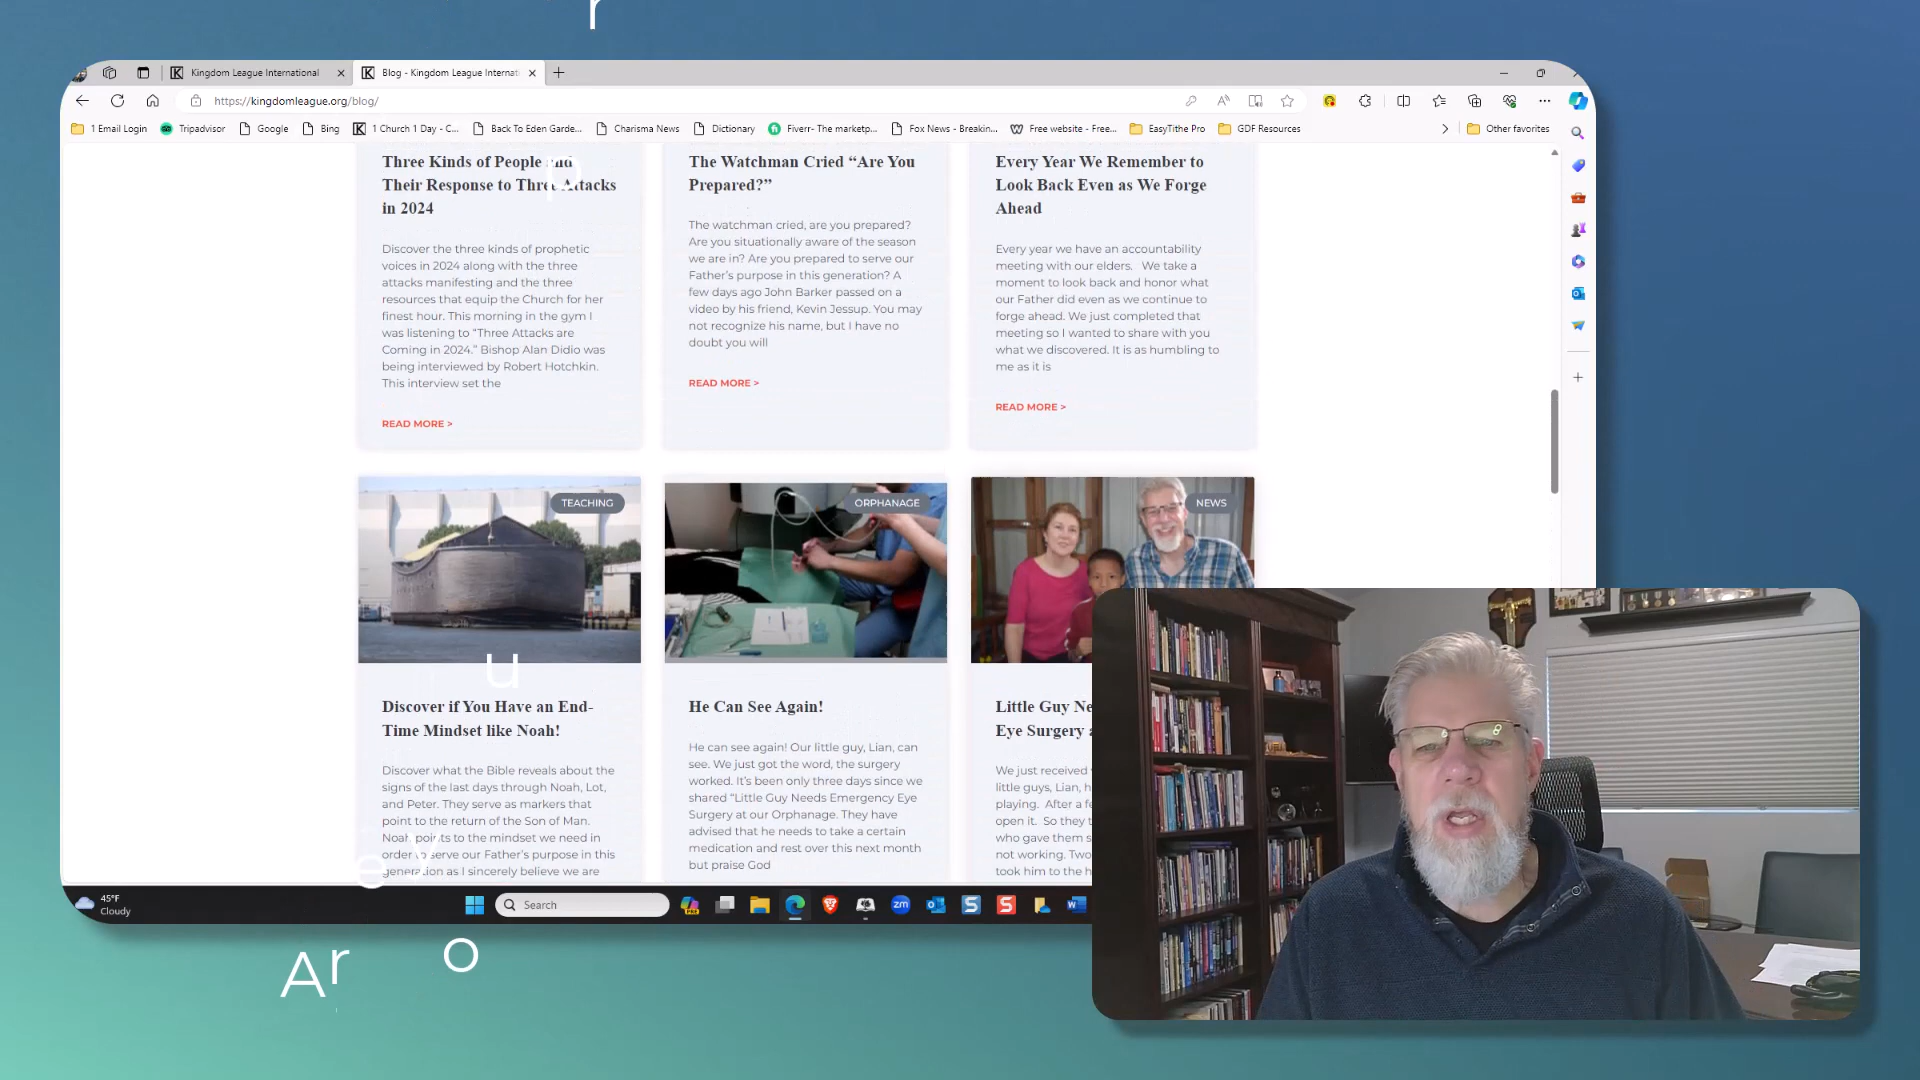 r
Kingdom League International
Blog - Kingdom League Internat
https://kingdomleague.org/blog/
1 Email Login
Tripadvisor
Google
Bing
1 Church 1 Day - C...
Back To Eden Garde...
Charisma News
Dictionary
Fiverr- The marketp...
Fox News - Breakin...
Free website - Free...
EasyTithe Pro
GDF Resources
Other favorites
Three Kinds of People and
Their Response to Three Attacks
in 2024
p
Discover the three kinds of prophetic
voices in 2024 along with the three
attacks manifesting and the three
resources that equip the Church for her
finest hour. This morning in the gym I
was listening to “Three Attacks are
Coming in 2024.” Bishop Alan Didio was
being interviewed by Robert Hotchkin.
This interview set the
READ MORE >
The Watchman Cried “Are You
Prepared?”
The watchman cried, are you prepared?
Are you situationally aware of the season
we are in? Are you prepared to serve our
Father’s purpose in this generation? A
few days ago John Barker passed on a
video by his friend, Kevin Jessup. You may
not recognize his name, but I have no
doubt you will
READ MORE >
Every Year We Remember to
Look Back Even as We Forge
Ahead
Every year we have an accountability
meeting with our elders. We take a
moment to look back and honor what
our Father did even as we continue to
forge ahead. We just completed that
meeting so I wanted to share with you
what we discovered. It is as humbling to
me as it is
READ MORE >
TEACHING
u
Discover if You Have an End-
Time Mindset like Noah!
Discover what the Bible reveals about the
signs of the last days through Noah, Lot,
and Peter. They serve as markers that
point to the return of the Son of Man.
Noah points to the mindset we need in
order serve our Father’s purpose in this
generation as I sincerely believe we are
e y
ORPHANAGE
He Can See Again!
He can see again! Our little guy, Lian, can
see. We just got the word, the surgery
worked. It’s been only three days since we
shared “Little Guy Needs Emergency Eye
Surgery at our Orphanage. They have
advised that he needs to take a certain
medication and rest over this next month
but praise God
NEWS
Little Guy Ne
Eye Surgery
We just received
little guys, Lian, h
playing. After a fe
open it. So they t
who gave them s
not working. Two
took him to the h
45°F
Cloudy
Search
zm
Ar o